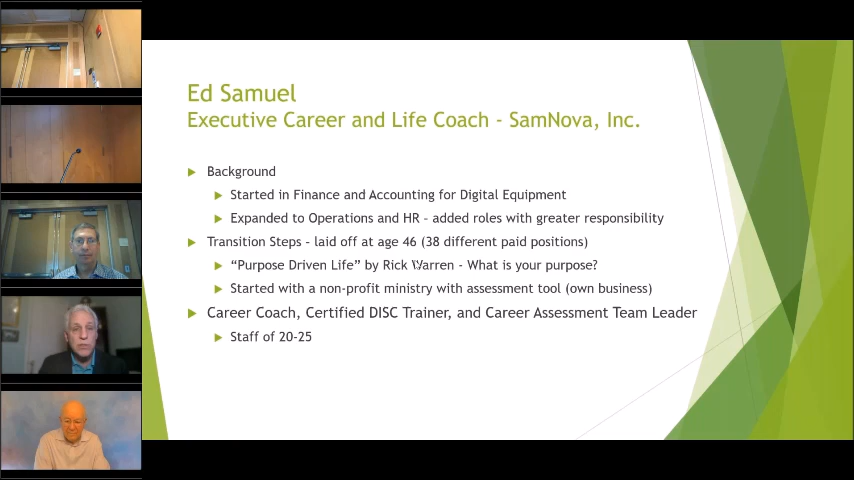 Ed Samuel
Executive Career and Life Coach - SamNova, Inc.
Background
Started in Finance and Accounting for Digital Equipment
Expanded to Operations and HR – added roles with greater responsibility
Transition Steps – laid off at age 46 (38 different paid positions)
“Purpose Driven Life” by Rick Warren - What is your purpose?
Started with a non-profit ministry with assessment tool (own business)
Career Coach, Certified DISC Trainer, and Career Assessment Team Leader
Staff of 20-25